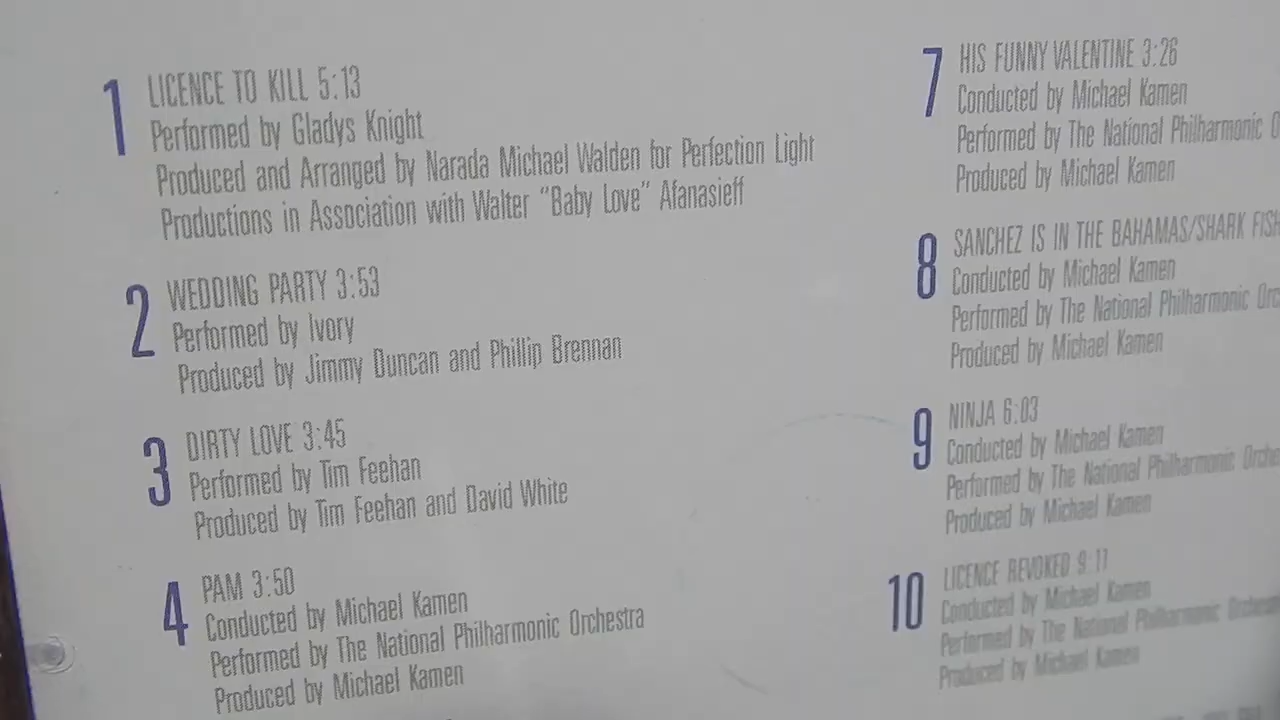 1 LICENCE TO KILL 5:13
Performed by Gladys Knight
Produced and Arranged by Narada Michael Walden for Perfection Light
Productions in Association with Walter "Baby Love" Afanasieff
2 WEDDING PARTY 3:53
Performed by Ivory
Produced by Jimmy Duncan and Phillip Brennan
3 DIRTY LOVE 3:45
Performed by Tim Feehan
Produced by Tim Feehan and David White
4 PAM 3:50
Conducted by Michael Kamen
Performed by The National Philharmonic Orchestra
Produced by Michael Kamen
7 HIS FUNNY VALENTINE 3:26
Conducted by Michael Kamen
Performed by The National Philharmonic
Produced by Michael Kamen
8 SANCHEZ IS IN THE BAHAMAS/SHARK
Conducted by Michael Kamen
Performed by The National Philharmonic
Produced by Michael Kamen
9 NINJA 6:03
Conducted by Michael Kamen
Performed by The National Philharmonic
Produced by Michael Kamen
10 LICENCE REVOKED 9:11
Conducted by Michael Kamen
Performed by The National Philharmonic
Produced by Michael Kamen